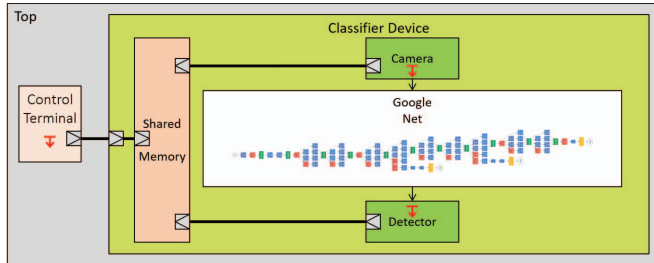 Top
Classifier Device
Camera
Google
Net
Control
Terminal
Shared
Memory
Detector